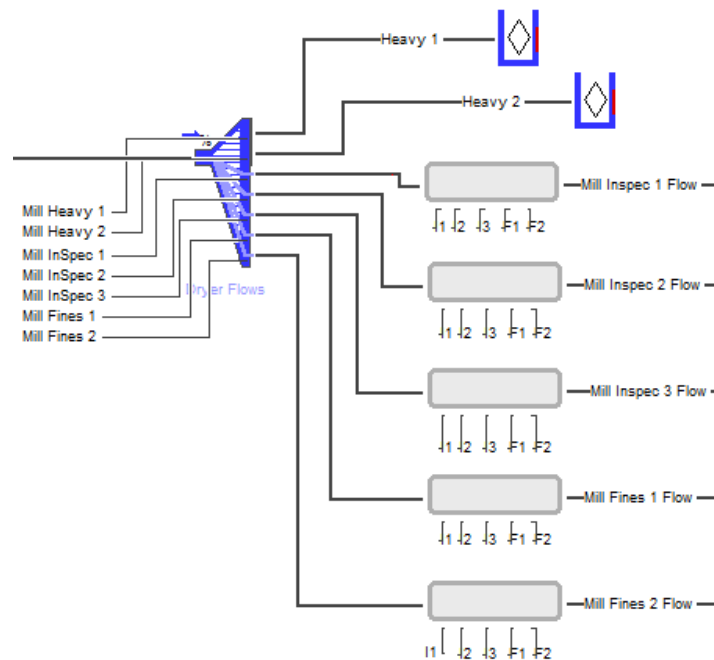 Heavy 1
Heavy 2
%
Mill Inspec 1 Flow
Mill Heavy 1
I1 I2 I3 F1 F2
Mill Heavy 2
Mill InSpec 1
Mill InSpec 2
Mill Inspec 2 Flow
Mill InSpec 3
Dryer Flows
Mill Fines 1
I1 I2 I3 F1 F2
Mill Fines 2
Mill Inspec 3 Flow
I1 I2 I3 F1 F2
Mill Fines 1 Flow
I1 I2 I3 F1 F2
Mill Fines 2 Flow
I1 I2 I3 F1 F2